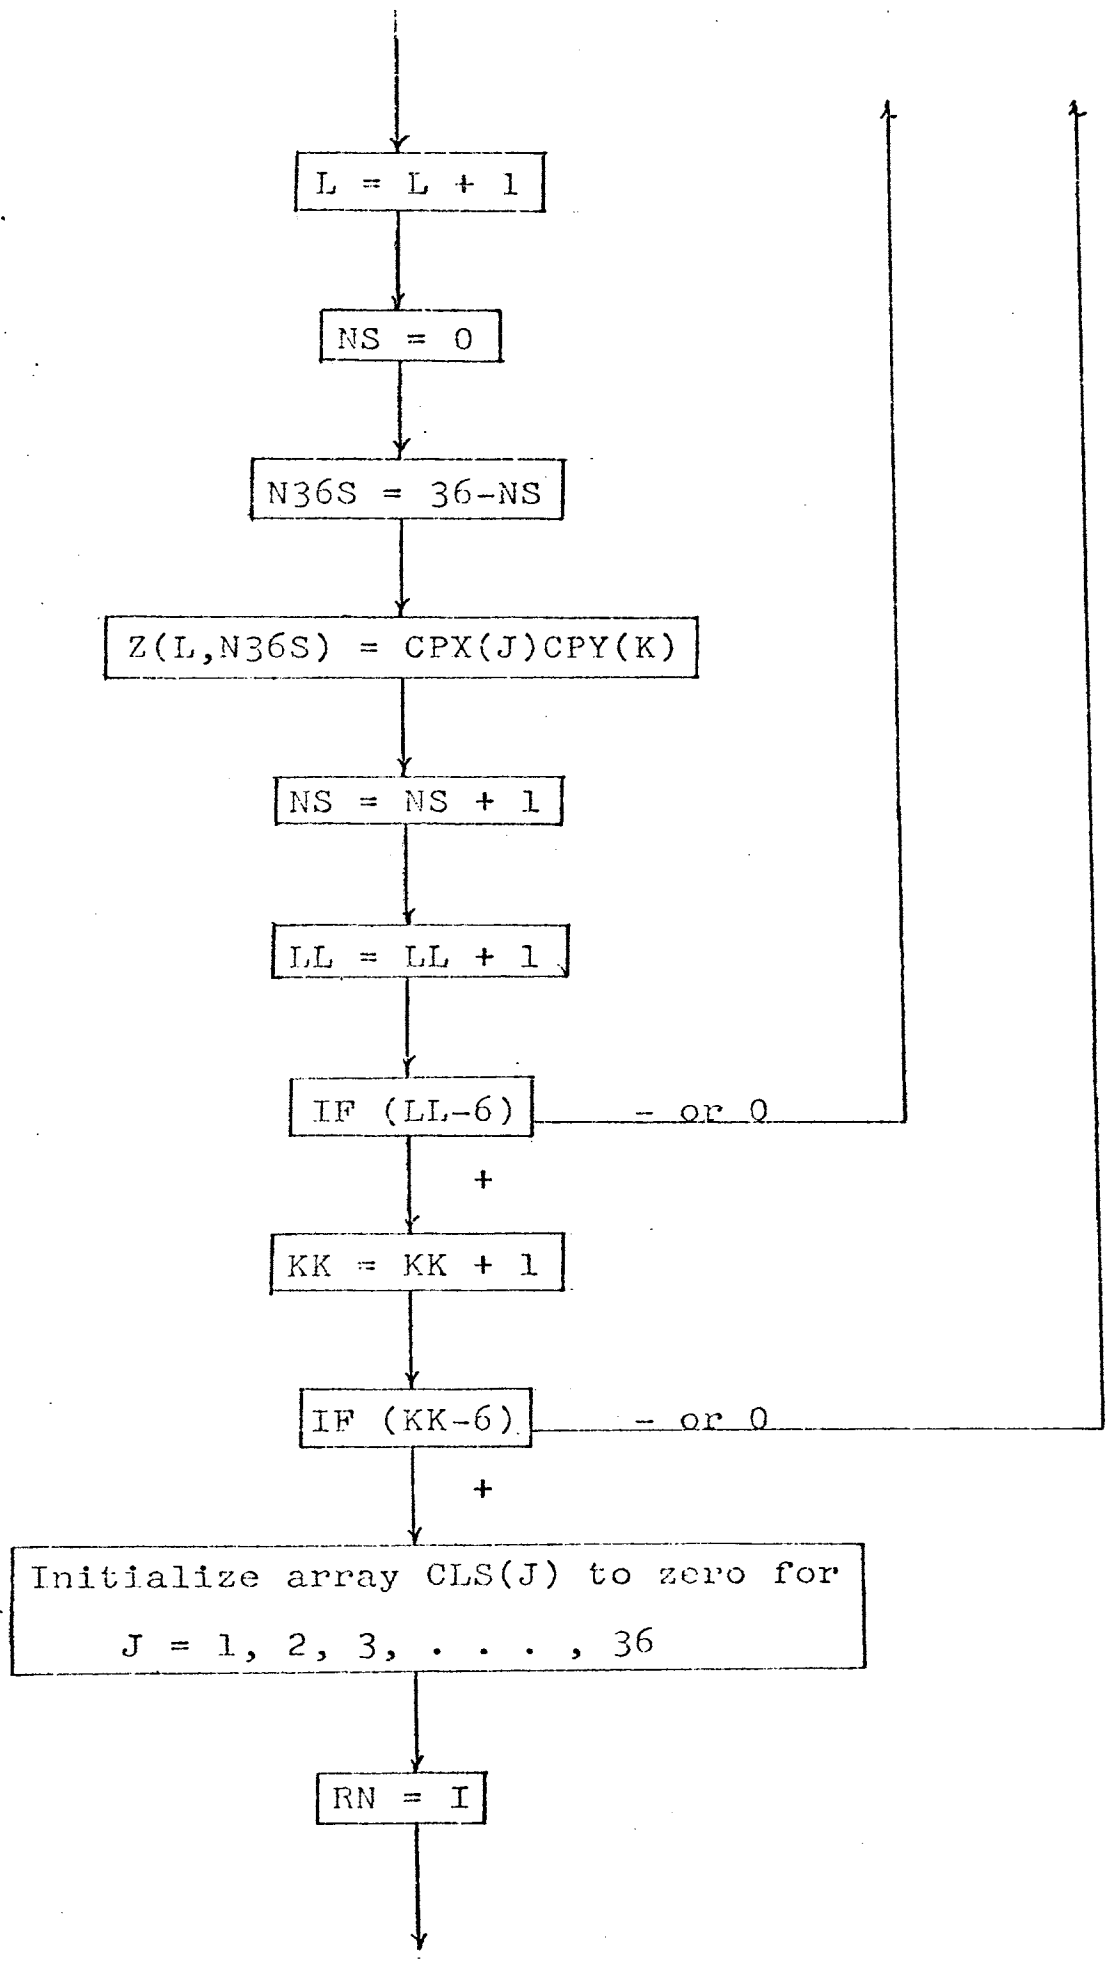 L = L + 1
NS = 0
N36S = 36-NS
Z(L,N36S) = CPX(J)CPY(K)
NS = NS + 1
LL = LL + 1
IF (LL-6) - or 0
+
KK = KK + 1
IF (KK-6) - or 0
+
Initialize array CLS(J) to zero for
J = 1, 2, 3, . . . , 36
RN = I